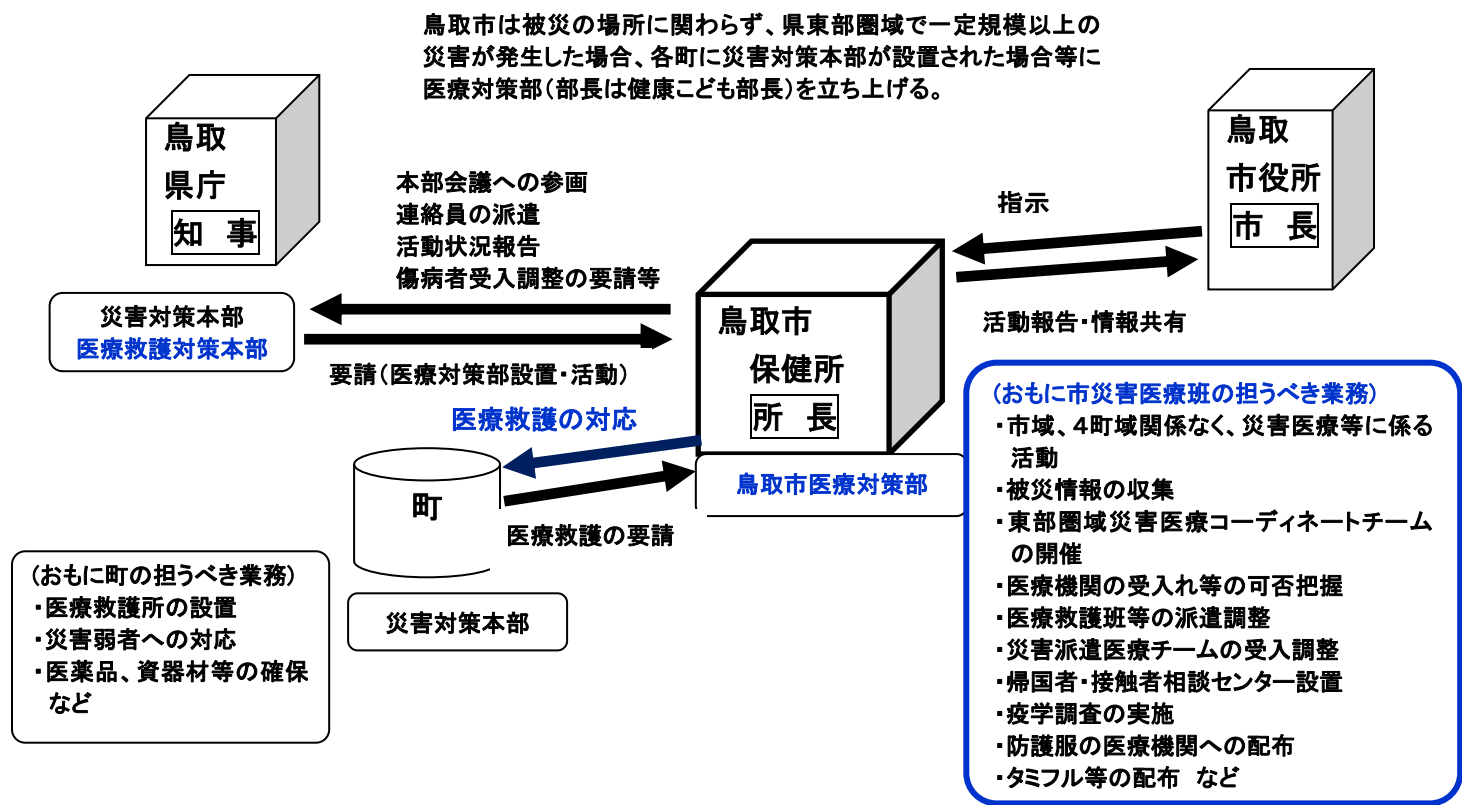 鳥取市は被災の場所に関わらず、県東部圏域で一定規模以上の
災害が発生した場合、各町に災害対策本部が設置された場合等に
医療対策部（部長は健康こども部長）を立ち上げる。
鳥取
県庁
知　事
災害対策本部
医療救護対策本部
本部会議への参画
連絡員の派遣
活動状況報告
傷病者受入調整の要請等
要請（医療対策部設置・活動）
鳥取
市役所
市　長
指示
活動報告・情報共有
鳥取市
保健所
所　長
鳥取市医療対策部
医療救護の対応
町
医療救護の要請
災害対策本部
（おもに町の担うべき業務）
・医療救護所の設置
・災害弱者への対応
・医薬品、資器材等の確保
など
（おもに市災害医療班の担うべき業務）
・市域、４町域関係なく、災害医療等に係る
活動
・被災情報の収集
・東部圏域災害医療コーディネートチーム
の開催
・医療機関の受入れ等の可否把握
・医療救護班等の派遣調整
・災害派遣医療チームの受入調整
・帰国者・接触者相談センター設置
・疫学調査の実施
・防護服の医療機関への配布
・タミフル等の配布　など